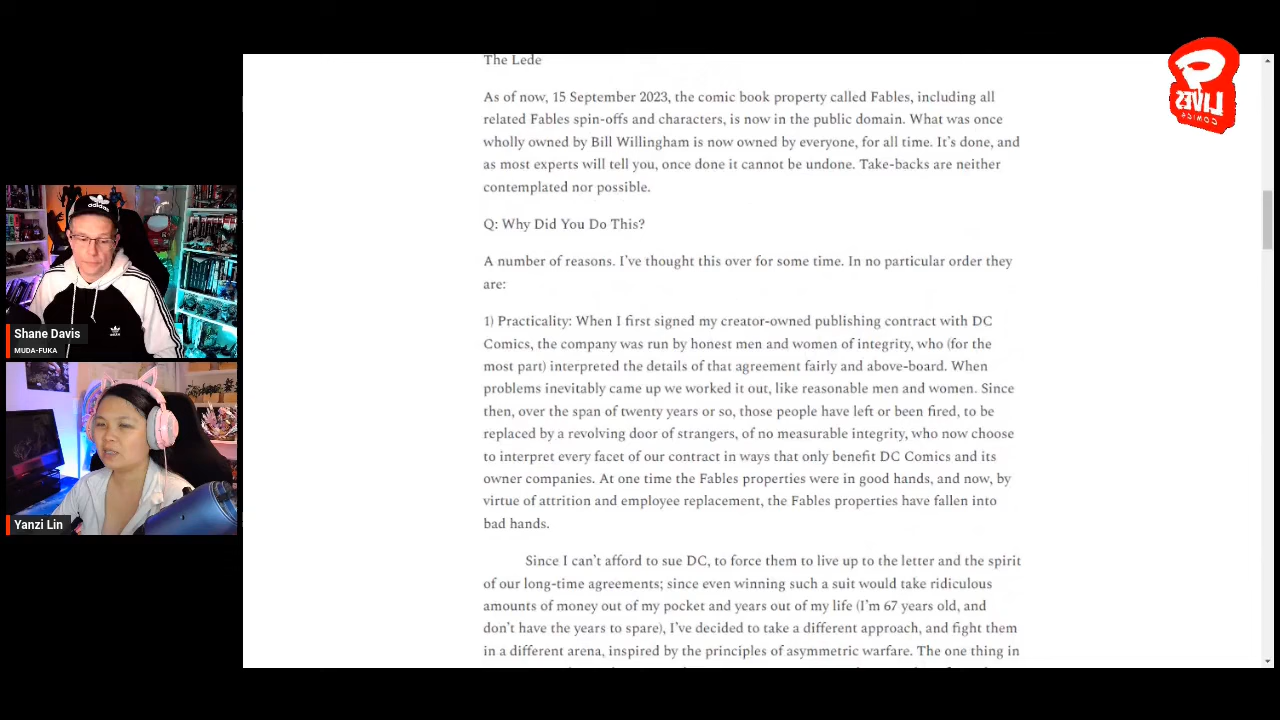 The Lede
As of now, 15 September 2023, the comic book property called Fables, including all
related Fables spin-offs and characters, is now in the public domain. What was once
wholly owned by Bill Willingham is now owned by everyone, for all time. It's done, and
as most experts will tell you, once done it cannot be undone. Take-backs are neither
contemplated nor possible.
Q: Why Did You Do This?
A number of reasons. I've thought this over for some time. In no particular order they
are:
1) Practicality: When I first signed my creator-owned publishing contract with DC
Comics, the company was run by honest men and women of integrity, who (for the
most part) interpreted the details of that agreement fairly and above-board. When
problems inevitably came up we worked it out, like reasonable men and women. Since
then, over the span of twenty years or so, those people have left or been fired, to be
replaced by a revolving door of strangers, of no measurable integrity, who now choose
to interpret every facet of our contract in ways that only benefit DC Comics and its
owner companies. At one time the Fables properties were in good hands, and now, by
virtue of attrition and employee replacement, the Fables properties have fallen into
bad hands.
Since I can't afford to sue DC, to force them to live up to the letter and the spirit
of our long-time agreements; since even winning such a suit would take ridiculous
amounts of money out of my pocket and years out of my life (I'm 67 years old, and
don't have the years to spare), I've decided to take a different approach, and fight them
in a different arena, inspired by the principles of asymmetric warfare. The one thing in
Shane Davis
MUDA-FUKA
Yanzi Lin
adidas
LIVES
COMICS